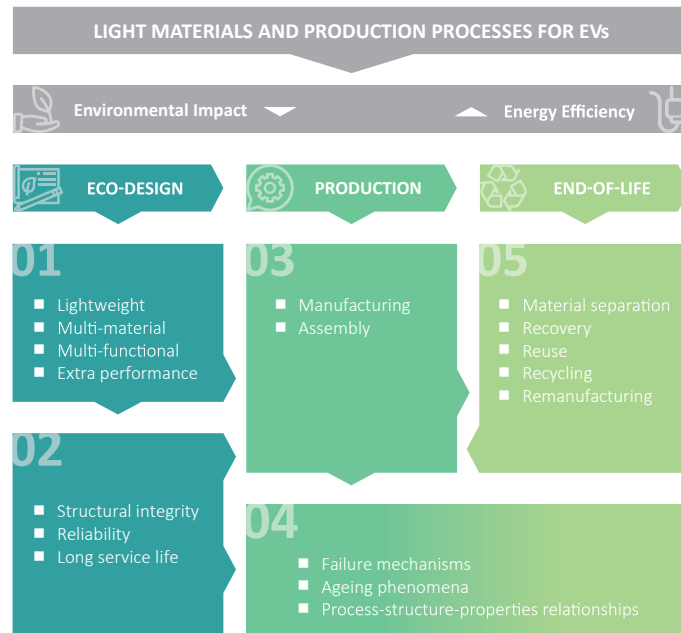 LIGHT MATERIALS AND PRODUCTION PROCESSES FOR EVs
Environmental Impact
Energy Efficiency
ECO-DESIGN
PRODUCTION
END-OF-LIFE
01
Lightweight
Multi-material
Multi-functional
Extra performance
02
Structural integrity
Reliability
Long service life
03
Manufacturing
Assembly
04
Failure mechanisms
Ageing phenomena
Process-structure-properties relationships
05
Material separation
Recovery
Reuse
Recycling
Remanufacturing